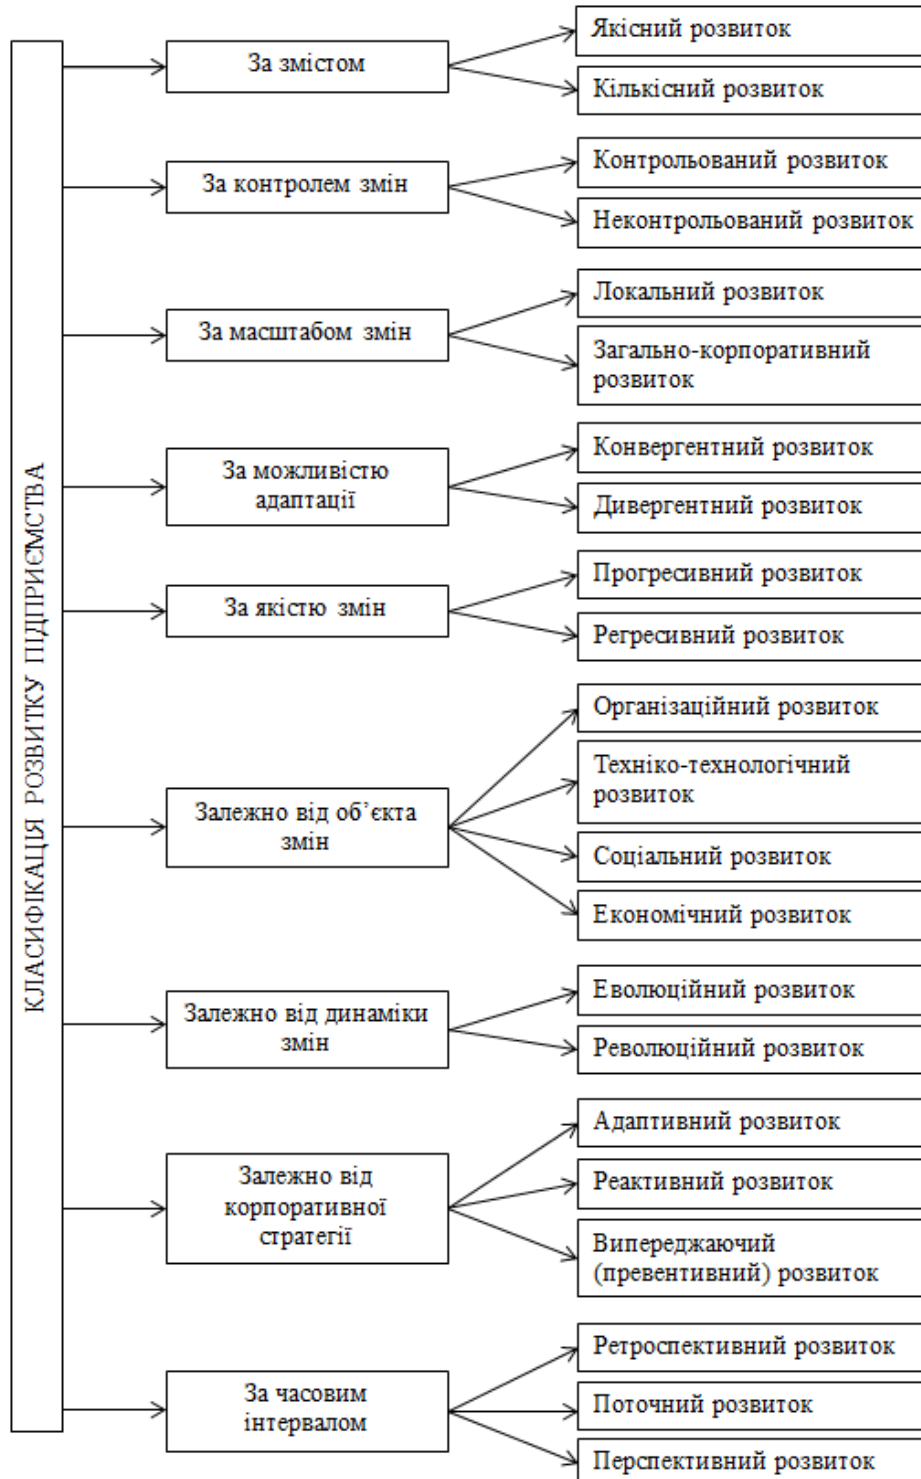 КЛАСИФІКАЦІЯ РОЗВИТКУ ПІДПРИЄМСТВА
За змістом
Якісний розвиток
Кількісний розвиток
За контролем змін
Контрольований розвиток
Неконтрольований розвиток
За масштабом змін
Локальний розвиток
Загально-корпоративний
розвиток
За можливістю
адаптації
Конвергентний розвиток
Дивергентний розвиток
За якістю змін
Прогресивний розвиток
Регресивний розвиток
Залежно від об’єкта
змін
Організаційний розвиток
Техніко-технологічний
розвиток
Соціальний розвиток
Економічний розвиток
Залежно від динаміки
змін
Еволюційний розвиток
Революційний розвиток
Залежно від
корпоративної
стратегії
Адаптивний розвиток
Реактивний розвиток
Випереджаючий
(превентивний) розвиток
За часовим
інтервалом
Ретроспективний розвиток
Поточний розвиток
Перспективний розвиток